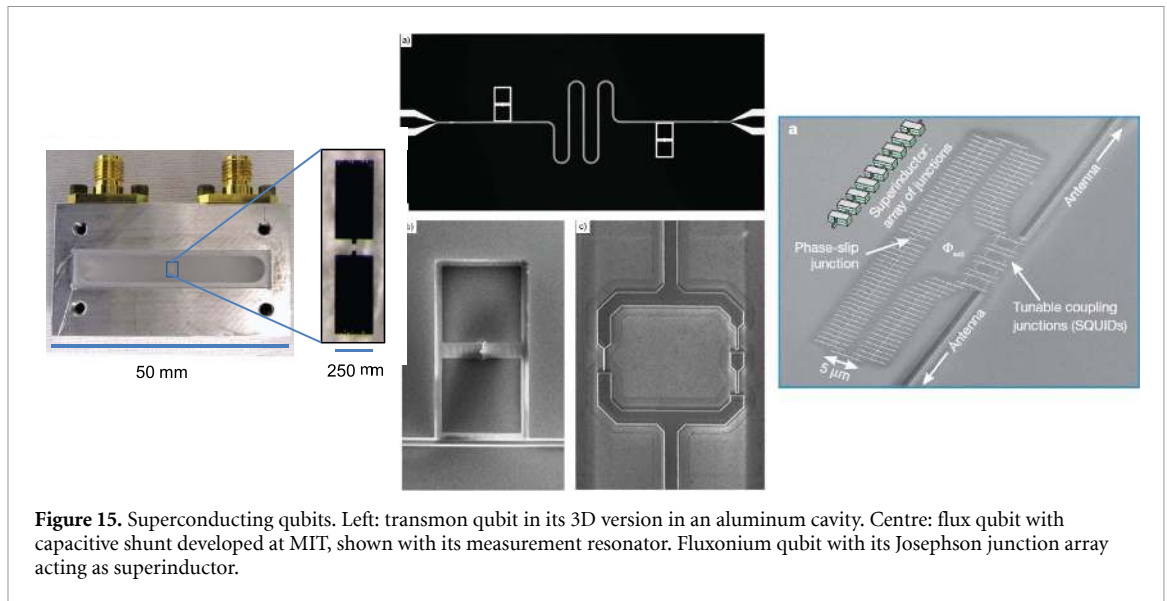 50 mm
250 mm
a)
b)
c)
a
Superinductor:
array of junctions
Phase-slip
junction
Φext
Antenna
Tunable coupling
junctions (SQUIDs)
Antenna
5 μm
Figure 15. Superconducting qubits. Left: transmon qubit in its 3D version in an aluminum cavity. Centre: flux qubit with
capacitive shunt developed at MIT, shown with its measurement resonator. Fluxonium qubit with its Josephson junction array
acting as superinductor.